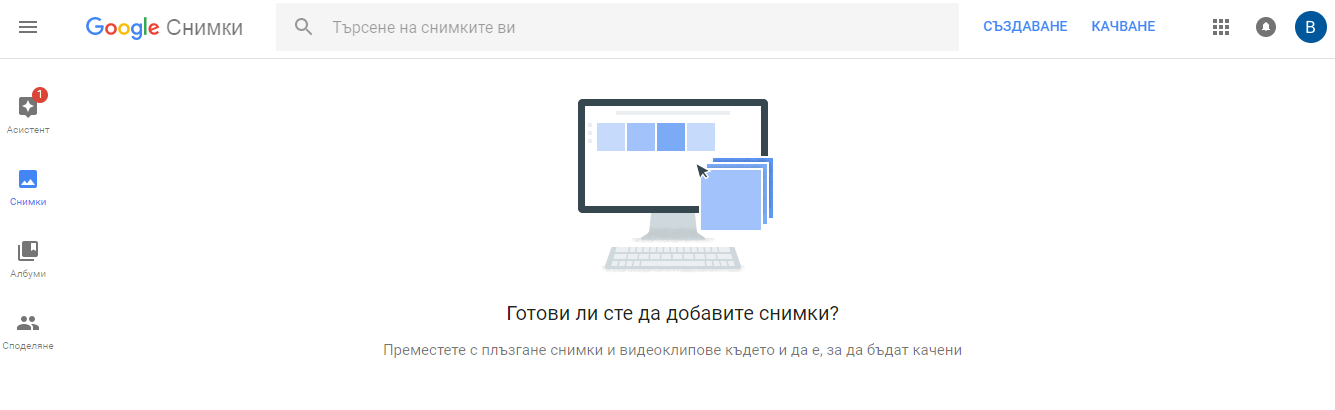 Google Снимки
Търсене на снимките ви
СЪЗДАВАНЕ
КАЧВАНЕ
B
1
Асистент
Снимки
Албуми
Споделяне
Готови ли сте да добавите снимки?
Преместете с плъзгане снимки и видеоклипове където и да е, за да бъдат качени